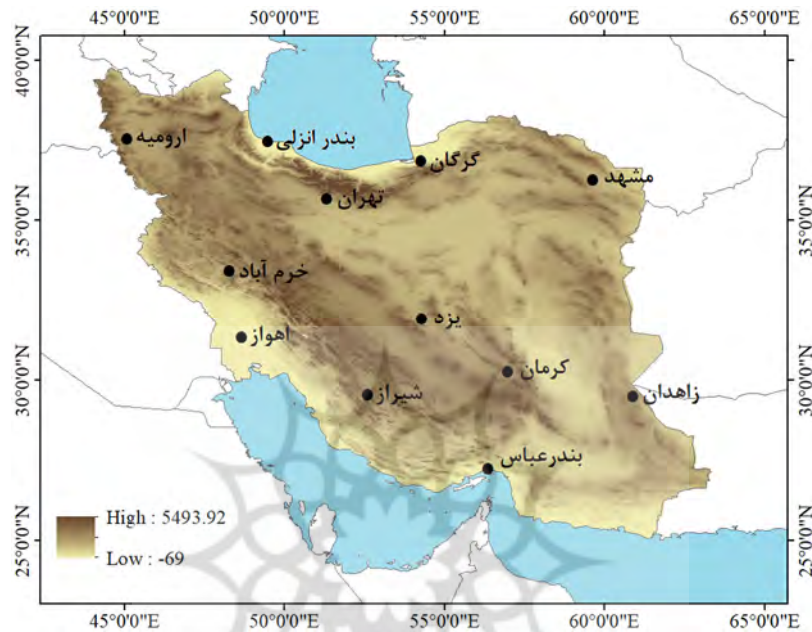 45°0'0"E 50°0'0"E 55°0'0"E 60°0'0"E 65°0'0"E
40°0'0"N
40°0'0"N
ارومیه
بندر انزلی
گرگان
مشهد
تهران
35°0'0"N
35°0'0"N
خرم آباد
یزد
اهواز
کرمان
30°0'0"N
30°0'0"N
شیراز
زاهدان
بندرعباس
High : 5493.92
Low : -69
25°0'0"N
25°0'0"N
45°0'0"E 50°0'0"E 55°0'0"E 60°0'0"E 65°0'0"E